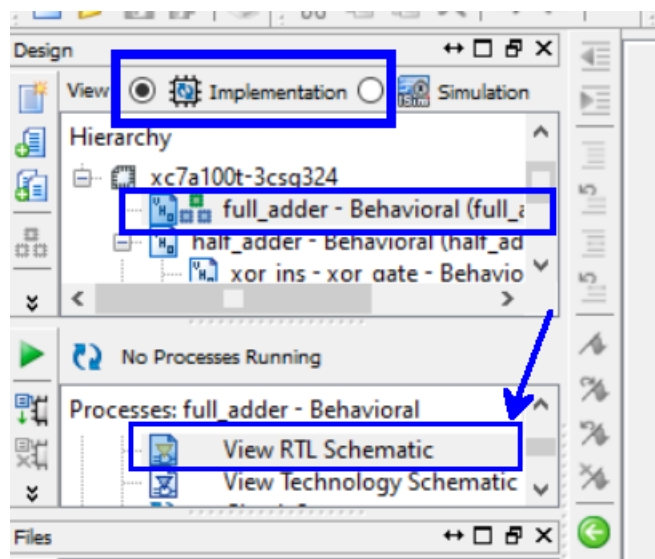 Design
View Implementation Simulation
Hierarchy
xc7a100t-3csg324
full_adder - Behavioral (full_a
half_adder - Behavioral (half_ad
xor_ins - xor_gate - Behavio
No Processes Running
Processes: full_adder - Behavioral
View RTL Schematic
View Technology Schematic
Files